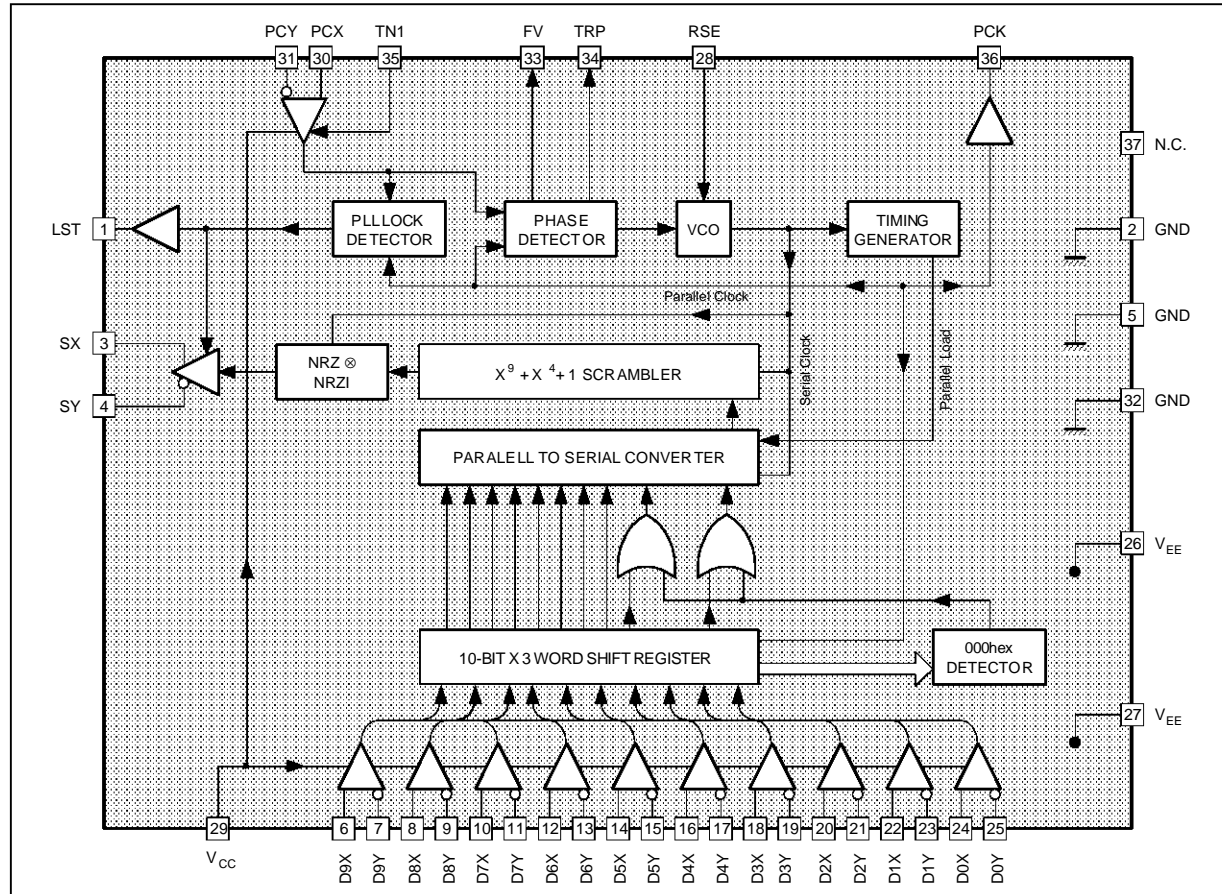 PCY PCX TN1 FV TRP RSE PCK
31 30 35 33 34 28 36
37 N.C.
LST 1
PLLLOCK
DETECTOR
PHASE
DETECTOR
VCO
TIMING
GENERATOR
2 GND
Parallel Clock
5 GND
SX 3
NRZ ⊗
NRZI
X⁹ + X⁴ + 1 SCRAMBLER
Serial Clock
Parallel Load
SY 4
32 GND
PARALELL TO SERIAL CONVERTER
26 VEE
10-BIT X 3 WORD SHIFT REGISTER
000hex
DETECTOR
27 VEE
29 6 7 8 9 10 11 12 13 14 15 16 17 18 19 20 21 22 23 24 25
VCC
D9X D9Y D8X D8Y D7X D7Y D6X D6Y D5X D5Y D4X D4Y D3X D3Y D2X D2Y D1X D1Y D0X D0Y